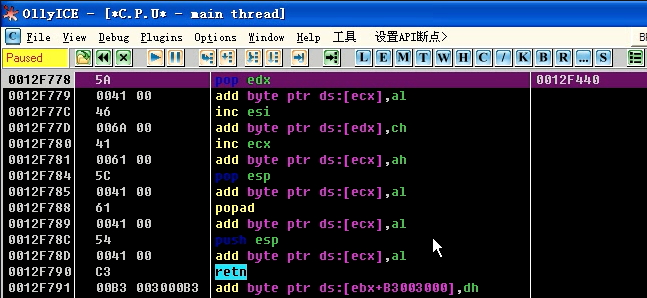 OllyICE - [*C.P.U* - main thread]
C File View Debug Plugins Options Window Help 工具 设置API断点>
Paused L E M T W H C / K B R ... S
0012F778 5A pop edx 0012F440
0012F779 0041 00 add byte ptr ds:[ecx],al
0012F77C 46 inc esi
0012F77D 006A 00 add byte ptr ds:[edx],ch
0012F780 41 inc ecx
0012F781 0061 00 add byte ptr ds:[ecx],ah
0012F784 5C pop esp
0012F785 0041 00 add byte ptr ds:[ecx],al
0012F788 61 popad
0012F789 0041 00 add byte ptr ds:[ecx],al
0012F78C 54 push esp
0012F78D 0041 00 add byte ptr ds:[ecx],al
0012F790 C3 retn
0012F791 00B3 003000B3 add byte ptr ds:[ebx+B3003000],dh